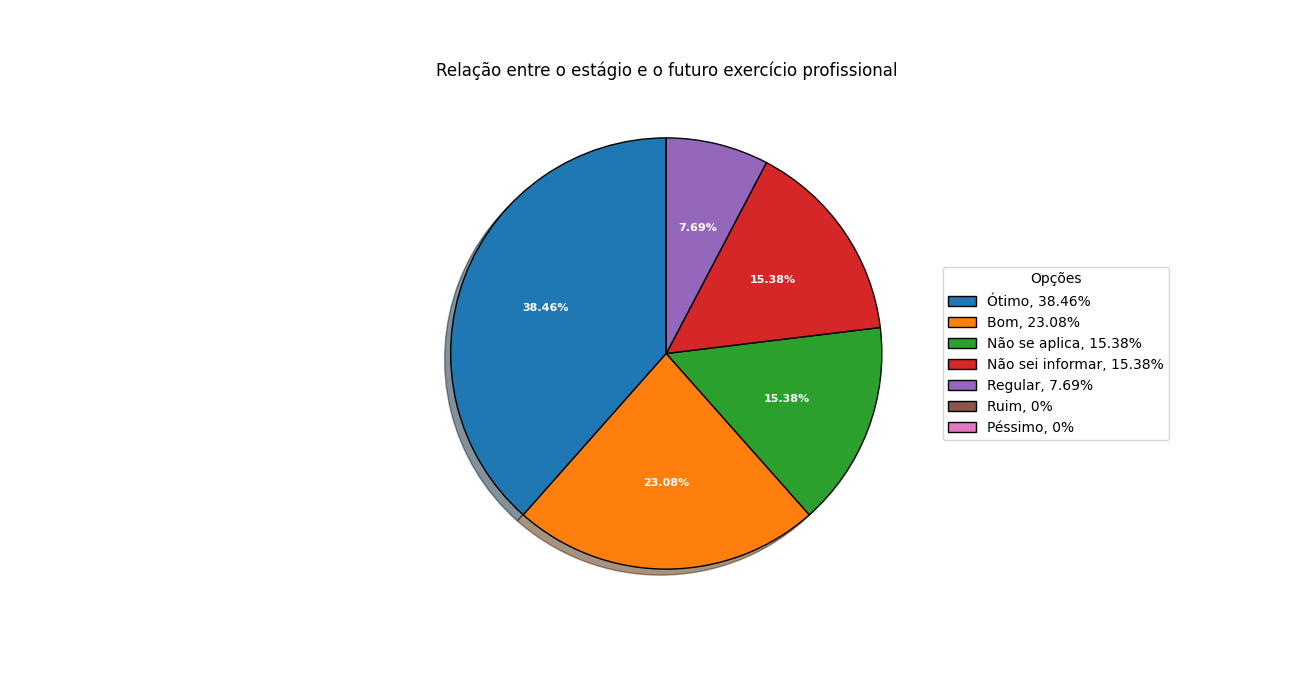 Relação entre o estágio e o futuro exercício profissional
7.69%
15.38%
38.46%
15.38%
23.08%
Opções
Ótimo, 38.46%
Bom, 23.08%
Não se aplica, 15.38%
Não sei informar, 15.38%
Regular, 7.69%
Ruim, 0%
Péssimo, 0%